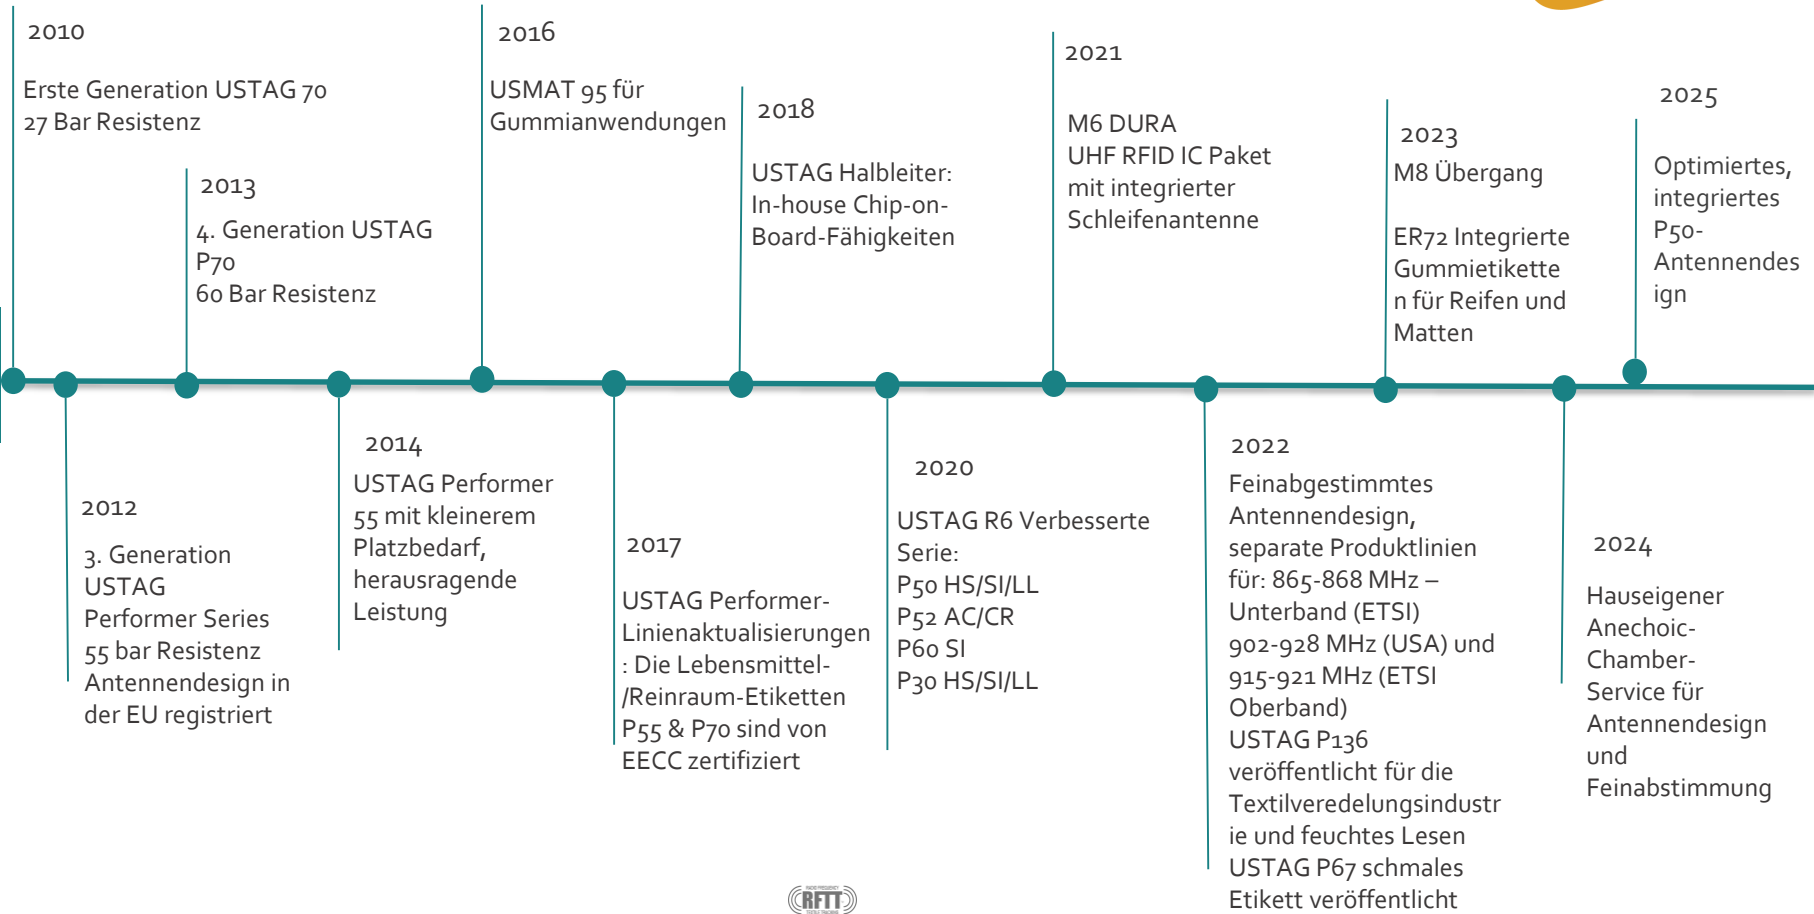 2010
Erste Generation USTAG 70
27 Bar Resistenz
2012
3. Generation
USTAG
Performer Series
55 bar Resistenz
Antennendesign in
der EU registriert
2013
4. Generation USTAG
P70
60 Bar Resistenz
2014
USTAG Performer
55 mit kleinerem
Platzbedarf,
herausragende
Leistung
2016
USMAT 95 für
Gummianwendungen
2017
USTAG Performer-
Linienaktualisierungen
: Die Lebensmittel-
/Reinraum-Etiketten
P55 & P70 sind von
EECC zertifiziert
2018
USTAG Halbleiter:
In-house Chip-on-
Board-Fähigkeiten
2020
USTAG R6 Verbesserte
Serie:
P50 HS/SI/LL
P52 AC/CR
P60 SI
P30 HS/SI/LL
2021
M6 DURA
UHF RFID IC Paket
mit integrierter
Schleifenantenne
2022
Feinabgestimmtes
Antennendesign,
separate Produktlinien
für: 865-868 MHz –
Unterband (ETSI)
902-928 MHz (USA) und
915-921 MHz (ETSI
Oberband)
USTAG P136
veröffentlicht für die
Textilveredelungsindustr
ie und feuchtes Lesen
USTAG P67 schmales
Etikett veröffentlicht
2023
M8 Übergang
ER72 Integrierte
Gummietikette
n für Reifen und
Matten
2024
Hauseigener
Anechoic-
Chamber-
Service für
Antennendesign
und
Feinabstimmung
2025
Optimiertes,
integriertes
P50-
Antennendes
ign
RADIO FREQUENCY
RFTT
TEXTILE TRACKING